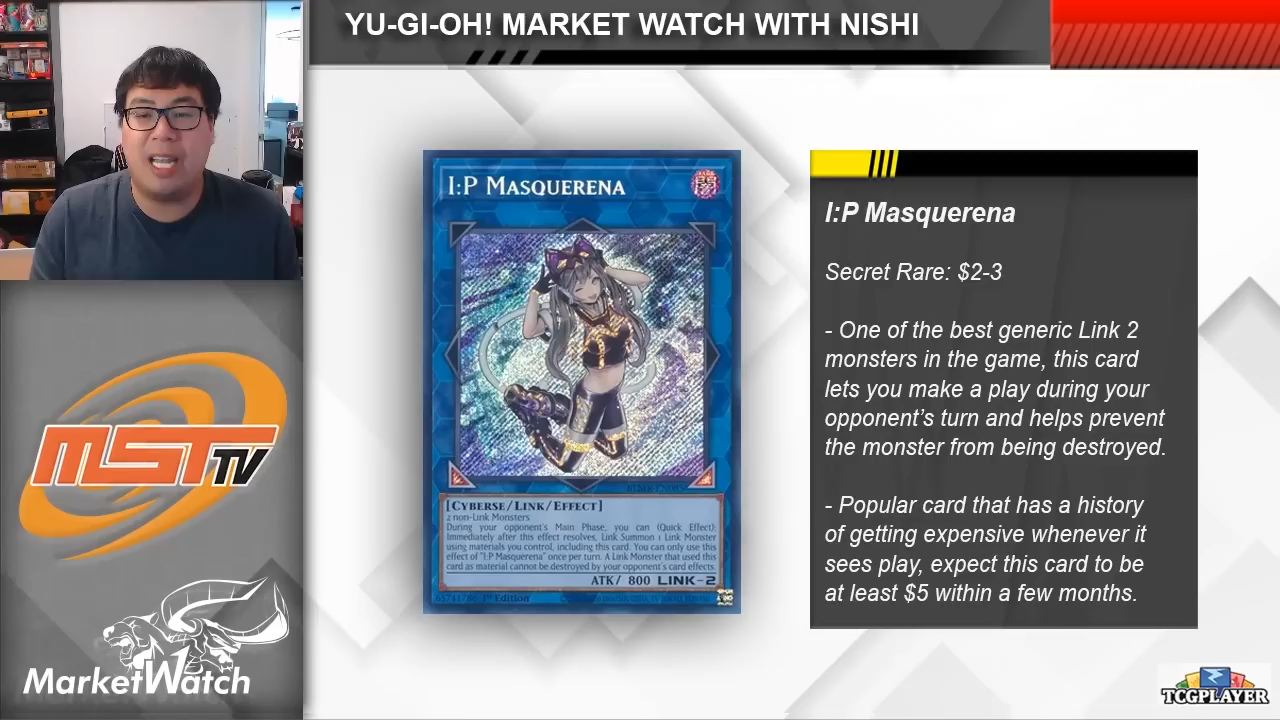 YU-GI-OH! MARKET WATCH WITH NISHI
I:P MASQUERENA
闇
[CYBERSE/LINK/EFFECT]
2 non-Link Monsters
During your opponent's Main Phase, you can (Quick Effect):
Immediately after this effect resolves, Link Summon 1 Link Monster
using materials you control, including this card. You can only use this
effect of "I:P Masquerena" once per turn. A Link Monster that used this
card as material cannot be destroyed by your opponent's card effects.
ATK/ 800 LINK-2
65741786 1st Edition
I:P Masquerena
Secret Rare: $2-3
- One of the best generic Link 2
monsters in the game, this card
lets you make a play during your
opponent's turn and helps prevent
the monster from being destroyed.
- Popular card that has a history
of getting expensive whenever it
sees play, expect this card to be
at least $5 within a few months.
MST TV
MarketWatch
TCGPLAYER